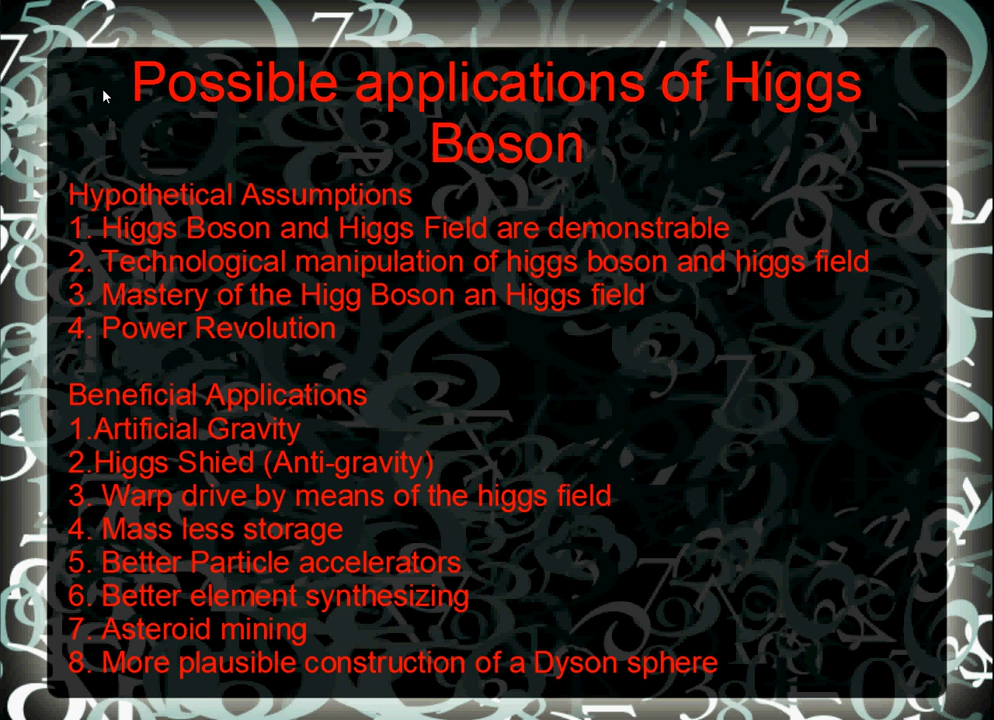 Possible applications of Higgs
Boson
Hypothetical Assumptions
1. Higgs Boson and Higgs Field are demonstrable
2. Technological manipulation of higgs boson and higgs field
3. Mastery of the Higg Boson an Higgs field
4. Power Revolution
Beneficial Applications
1.Artificial Gravity
2.Higgs Shied (Anti-gravity)
3. Warp drive by means of the higgs field
4. Mass less storage
5. Better Particle accelerators
6. Better element synthesizing
7. Asteroid mining
8. More plausible construction of a Dyson sphere